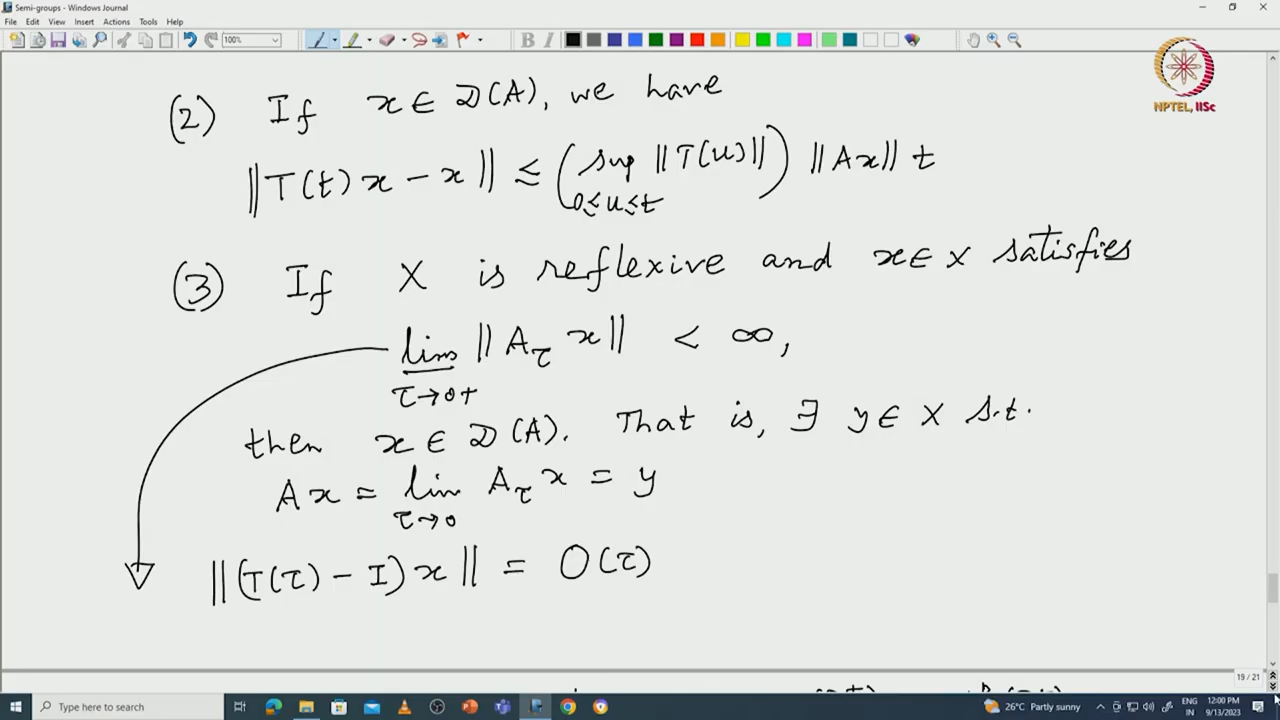 Semi-groups - Windows Journal
File Edit View Insert Actions Tools Help
100%
NPTEL, IISc
(2) If x ∈ D(A), we have
‖T(t)x − x‖ ≤ (sup ‖T(u)‖) ‖Ax‖ t
0≤u≤t
(3) If X is reflexive and x ∈ X satisfies
lim ‖A_τ x‖ < ∞,
τ→0+
then x ∈ D(A). That is, ∃ y ∈ X s.t.
Ax = lim A_τ x = y
τ→0
‖(T(τ) − I)x‖ = O(τ)
19 / 21
Type here to search
26°C Partly sunny
ENG
IN
12:00 PM
9/13/2023